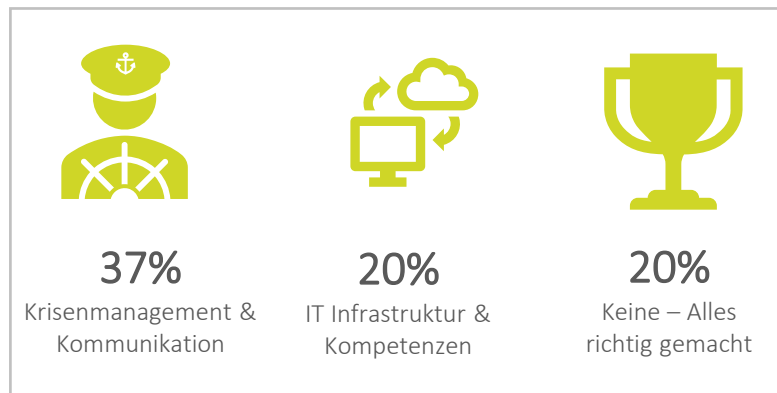 37%
Krisenmanagement &
Kommunikation
20%
IT Infrastruktur &
Kompetenzen
20%
Keine – Alles
richtig gemacht